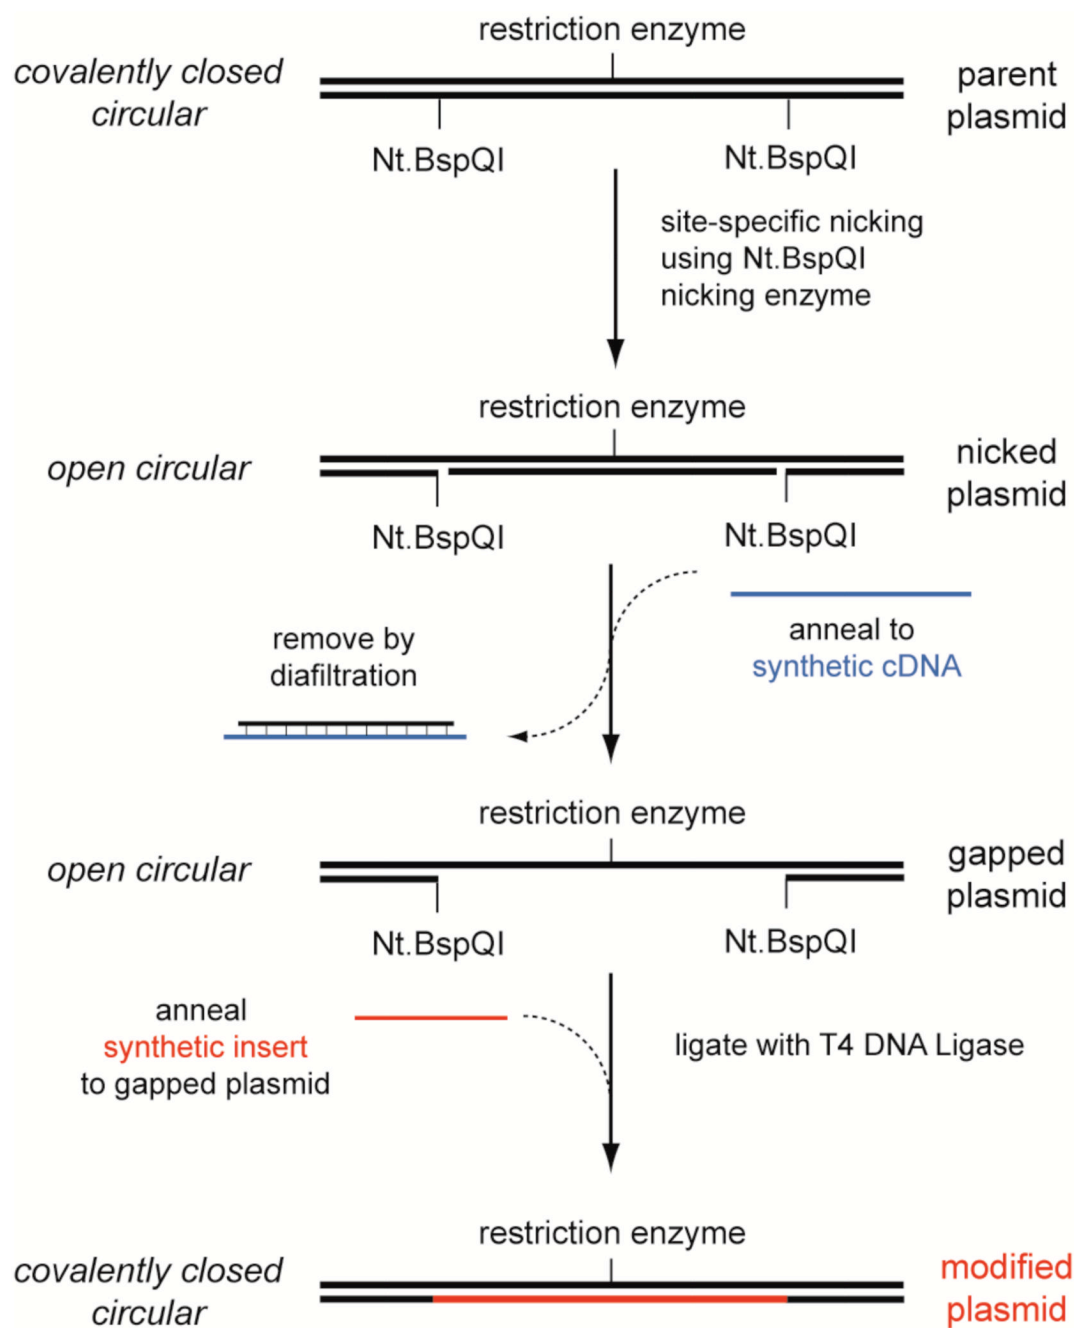 restriction enzyme
covalently closed
circular
parent
plasmid
Nt.BspQI
Nt.BspQI
site-specific nicking
using Nt.BspQI
nicking enzyme
restriction enzyme
open circular
nicked
plasmid
Nt.BspQI
Nt.BspQI
remove by
diafiltration
anneal to
synthetic cDNA
restriction enzyme
open circular
gapped
plasmid
Nt.BspQI
Nt.BspQI
anneal
synthetic insert
to gapped plasmid
ligate with T4 DNA Ligase
restriction enzyme
covalently closed
circular
modified
plasmid